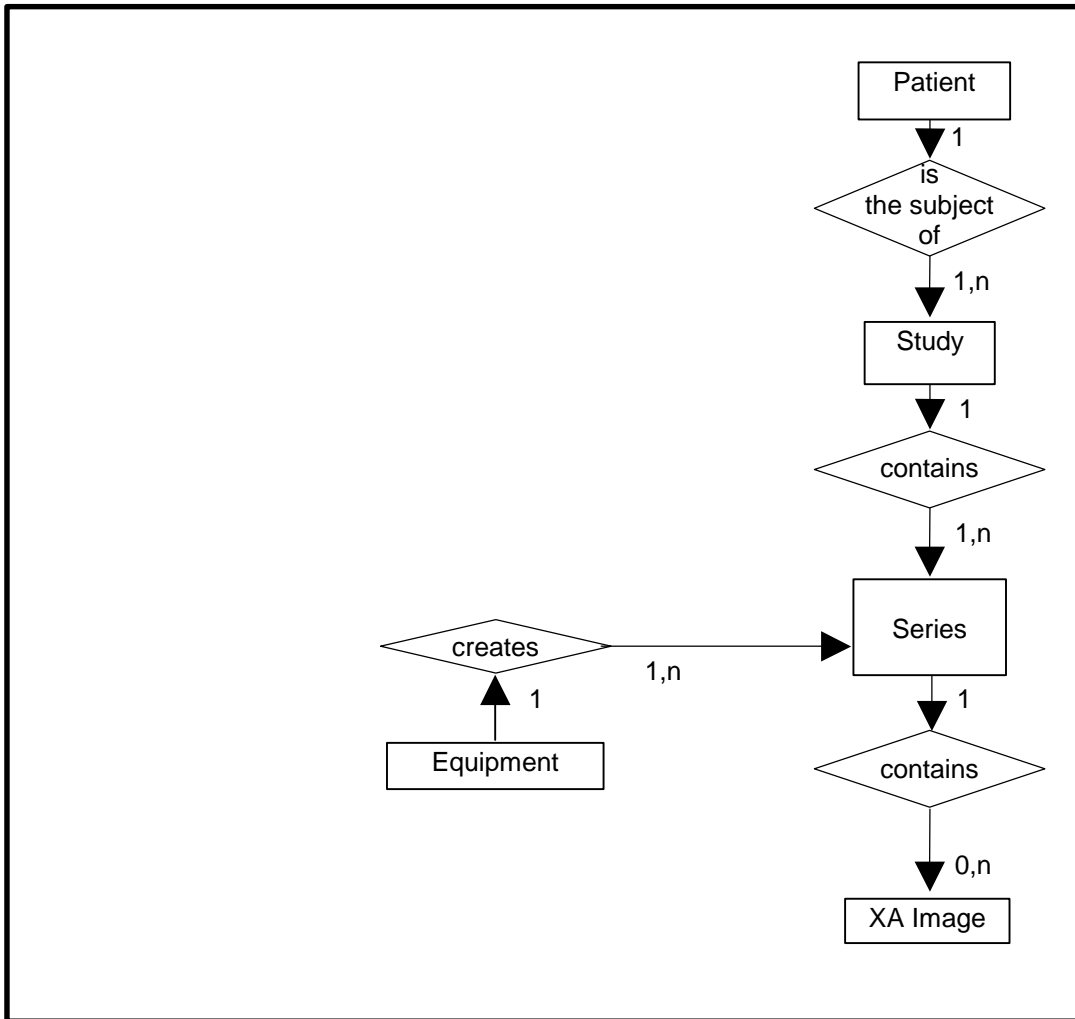 Patient
1
is
the subject
of
1,n
Study
1
contains
1,n
Series
creates
1,n
1
1
Equipment
contains
0,n
XA Image